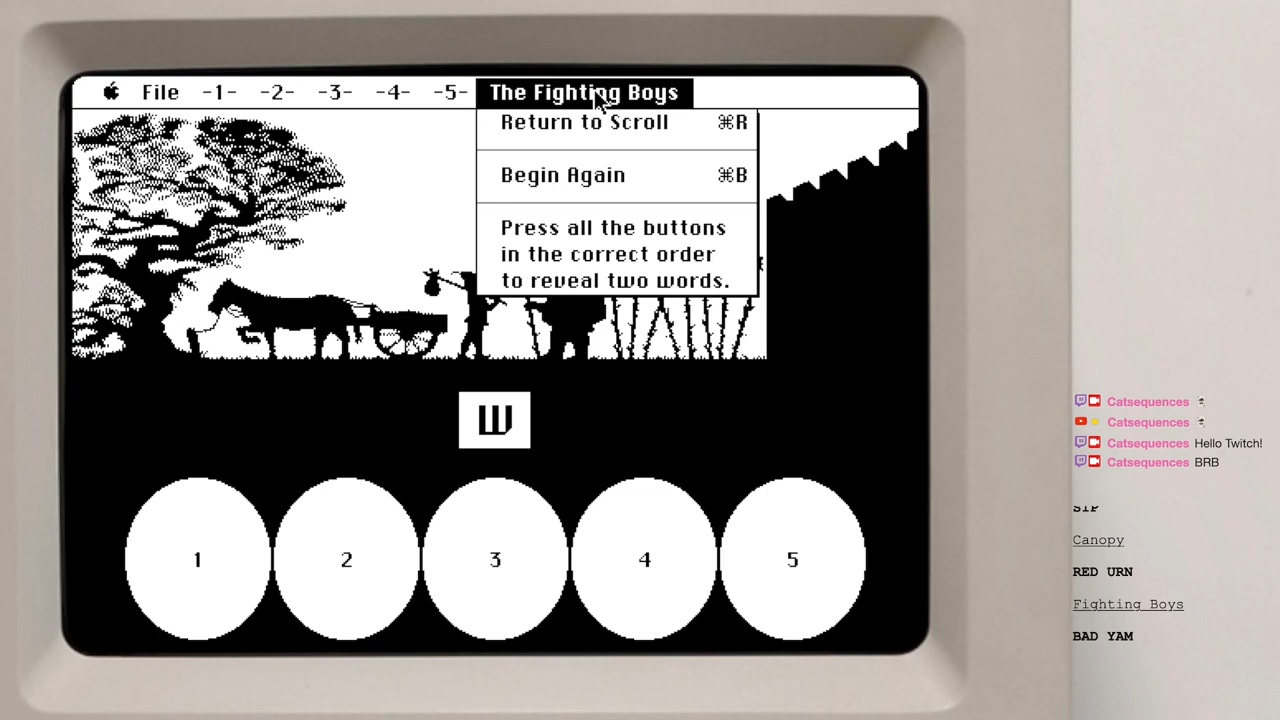 File -1- -2- -3- -4- -5- The Fighting Boys
Return to Scroll ⌘R
Begin Again ⌘B
Press all the buttons
in the correct order
to reveal two words.
W
1 2 3 4 5
Catsequences
Catsequences
Catsequences Hello Twitch!
Catsequences BRB
SIP
Canopy
RED URN
Fighting Boys
BAD YAM